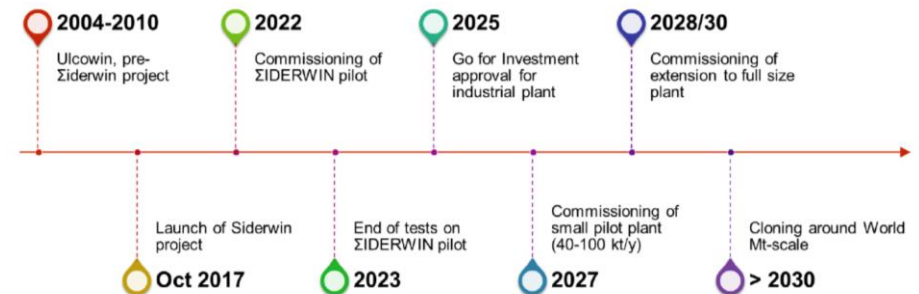 2004-2010
Ulcowin, pre-
Σiderwin project
2022
Commissioning of
ΣIDERWIN pilot
2025
Go for Investment
approval for
industrial plant
2028/30
Commissioning of
extension to full size
plant
Launch of Siderwin
project
Oct 2017
End of tests on
ΣIDERWIN pilot
2023
Commissioning of
small pilot plant
(40-100 kt/y)
2027
Cloning around World
Mt-scale
> 2030